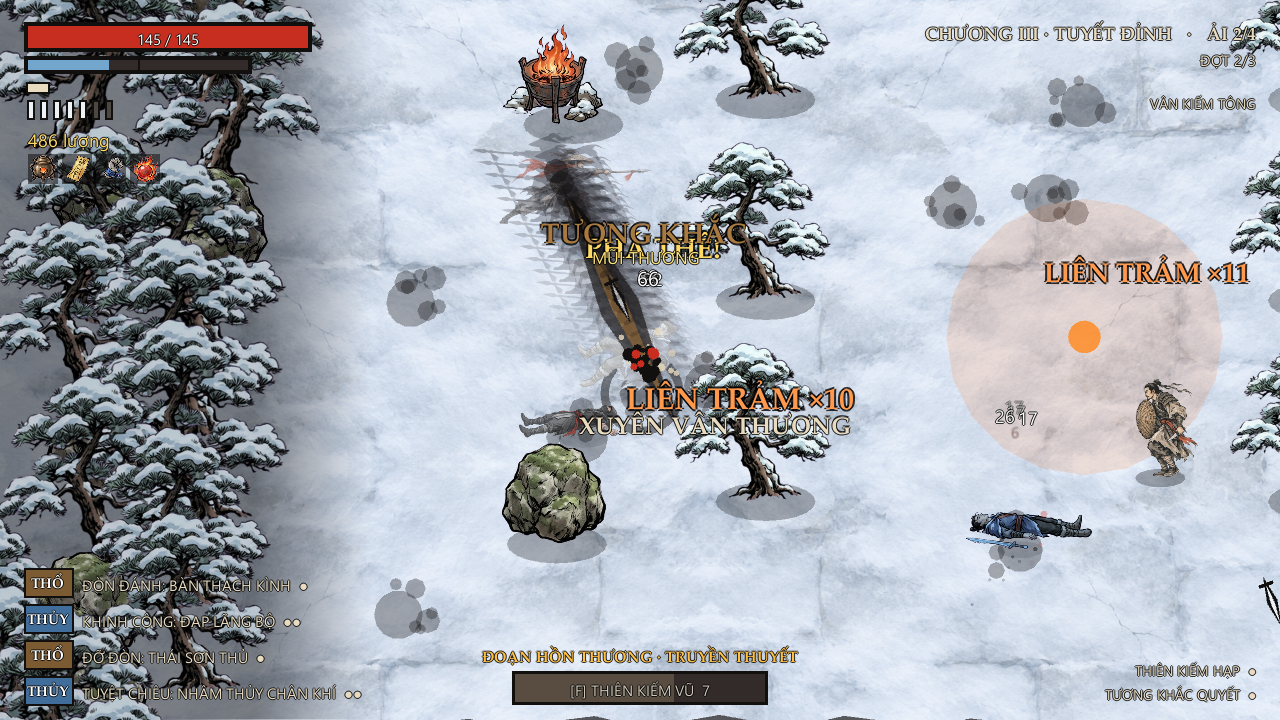 145 / 145
CHƯƠNG III · TUYẾT ĐỈNH · ẢI 2/4
ĐỢT 2/3
VÂN KIẾM TÔNG
486 lượng
TƯƠNG KHẮC
PHÁ THẾ!
MŨI THƯƠNG
66
LIÊN TRẢM ×11
LIÊN TRẢM ×10
XUYÊN VÂN THƯƠNG
26 17
6
THỔ ĐÒN ĐÁNH: BÀN THẠCH KÌNH
THỦY KHINH CÔNG: ĐẠP LÃNG BỘ
THỔ ĐỠ ĐÒN: THÁI SƠN THỦ
THỦY TUYỆT CHIÊU: NHÂM THỦY CHÂN KHÍ
ĐOẠN HỒN THƯƠNG · TRUYỀN THUYẾT
[F] THIÊN KIẾM VŨ 7
THIÊN KIẾM HẠP
TƯƠNG KHẮC QUYẾT